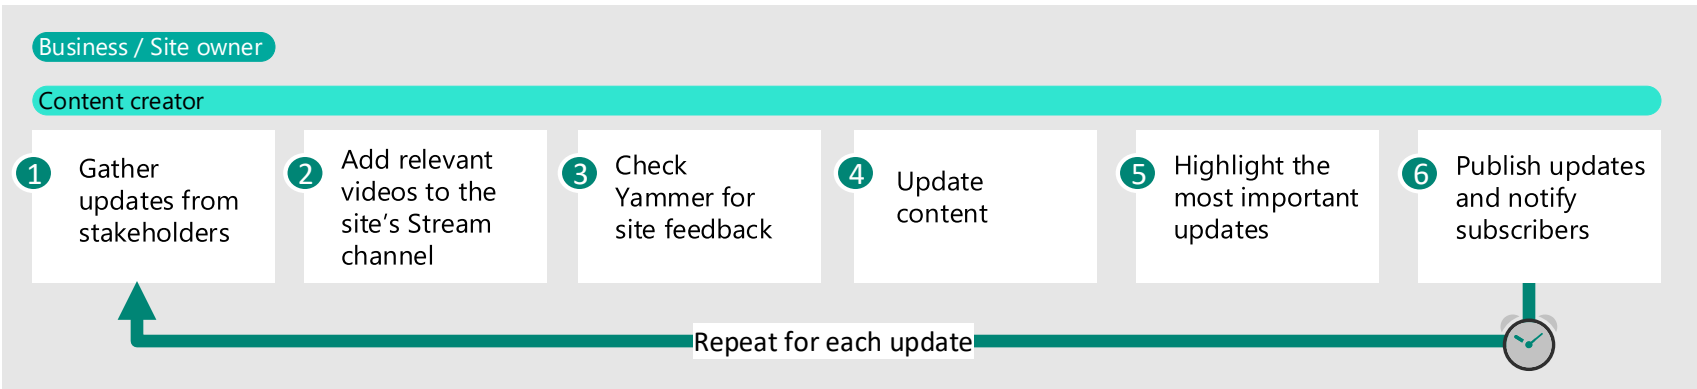 Business / Site owner
Content creator
1
Gather
updates from
stakeholders
2
Add relevant
videos to the
site’s Stream
channel
3
Check
Yammer for
site feedback
4
Update
content
5
Highlight the
most important
updates
6
Publish updates
and notify
subscribers
Repeat for each update